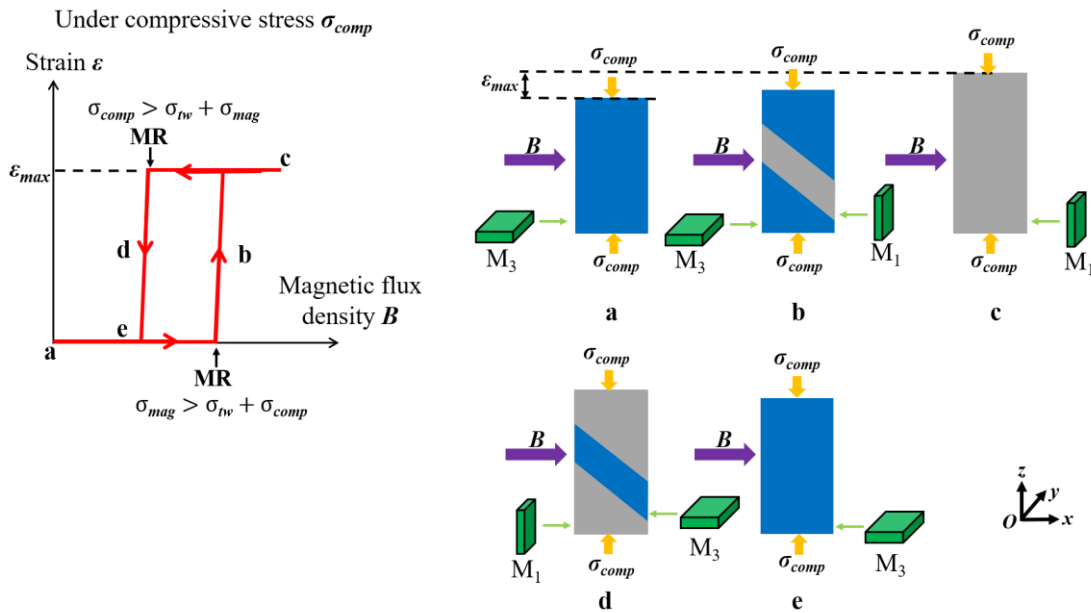 Under compressive stress σcomp
Strain ε
σcomp > σtw + σmag
MR
c
εmax
d
b
Magnetic flux
density B
e
a
MR
σmag > σtw + σcomp
σcomp
σcomp
σcomp
εmax
B
B
B
M3
M3
M1
M1
σcomp
σcomp
σcomp
a
b
c
σcomp
σcomp
B
B
M1
M3
M3
σcomp
σcomp
d
e
z
y
O
x